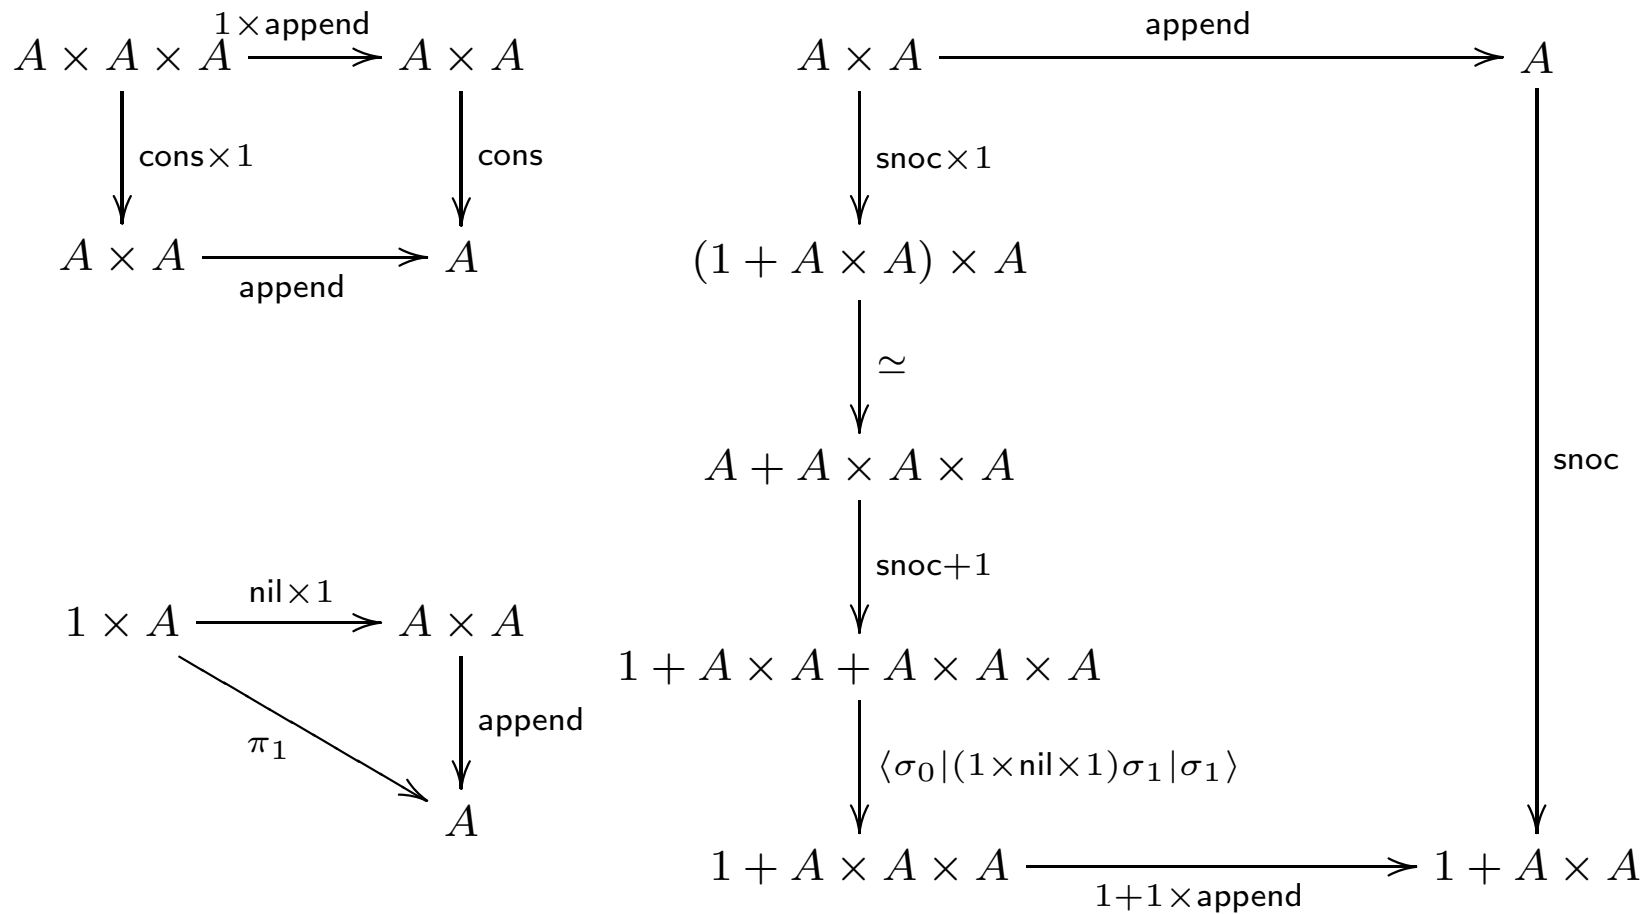 1×append
A × A × A
A × A
cons×1
cons
A × A
A
append
1 × A
nil×1
A × A
π₁
append
A
append
A × A
A
snoc×1
(1 + A × A) × A
≃
A + A × A × A
snoc
snoc+1
1 + A × A + A × A × A
⟨σ₀|(1×nil×1)σ₁|σ₁⟩
1 + A × A × A
1+1×append
1 + A × A